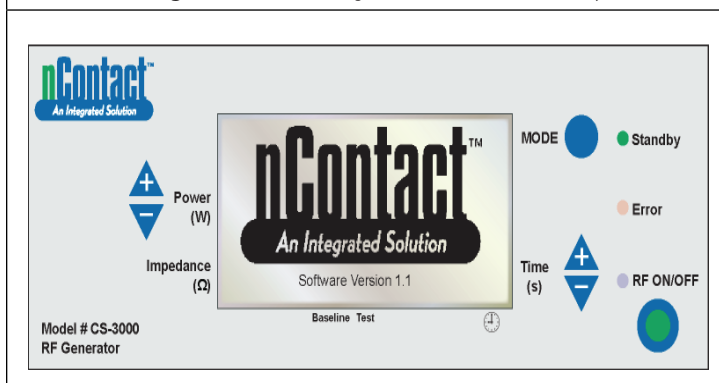 nContact™
An Integrated Solution
nContact™
An Integrated Solution
Software Version 1.1
MODE
Standby
Power
(W)
Error
Impedance
(Ω)
Time
(s)
RF ON/OFF
Baseline Test
Model # CS-3000
RF Generator